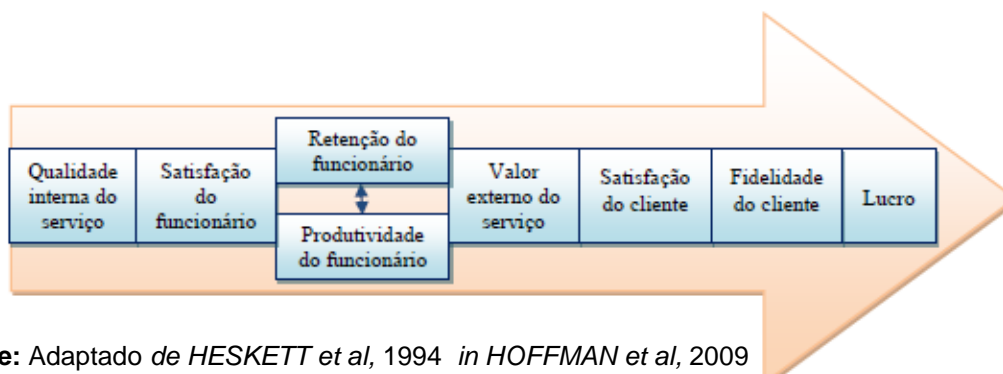 Qualidade
interna do
serviço
Satisfação
do
funcionário
Retenção do
funcionário
Produtividade
do funcionário
Valor
externo do
serviço
Satisfação
do cliente
Fidelidade
do cliente
Lucro
e: Adaptado de HESKETT et al, 1994 in HOFFMAN et al, 2009